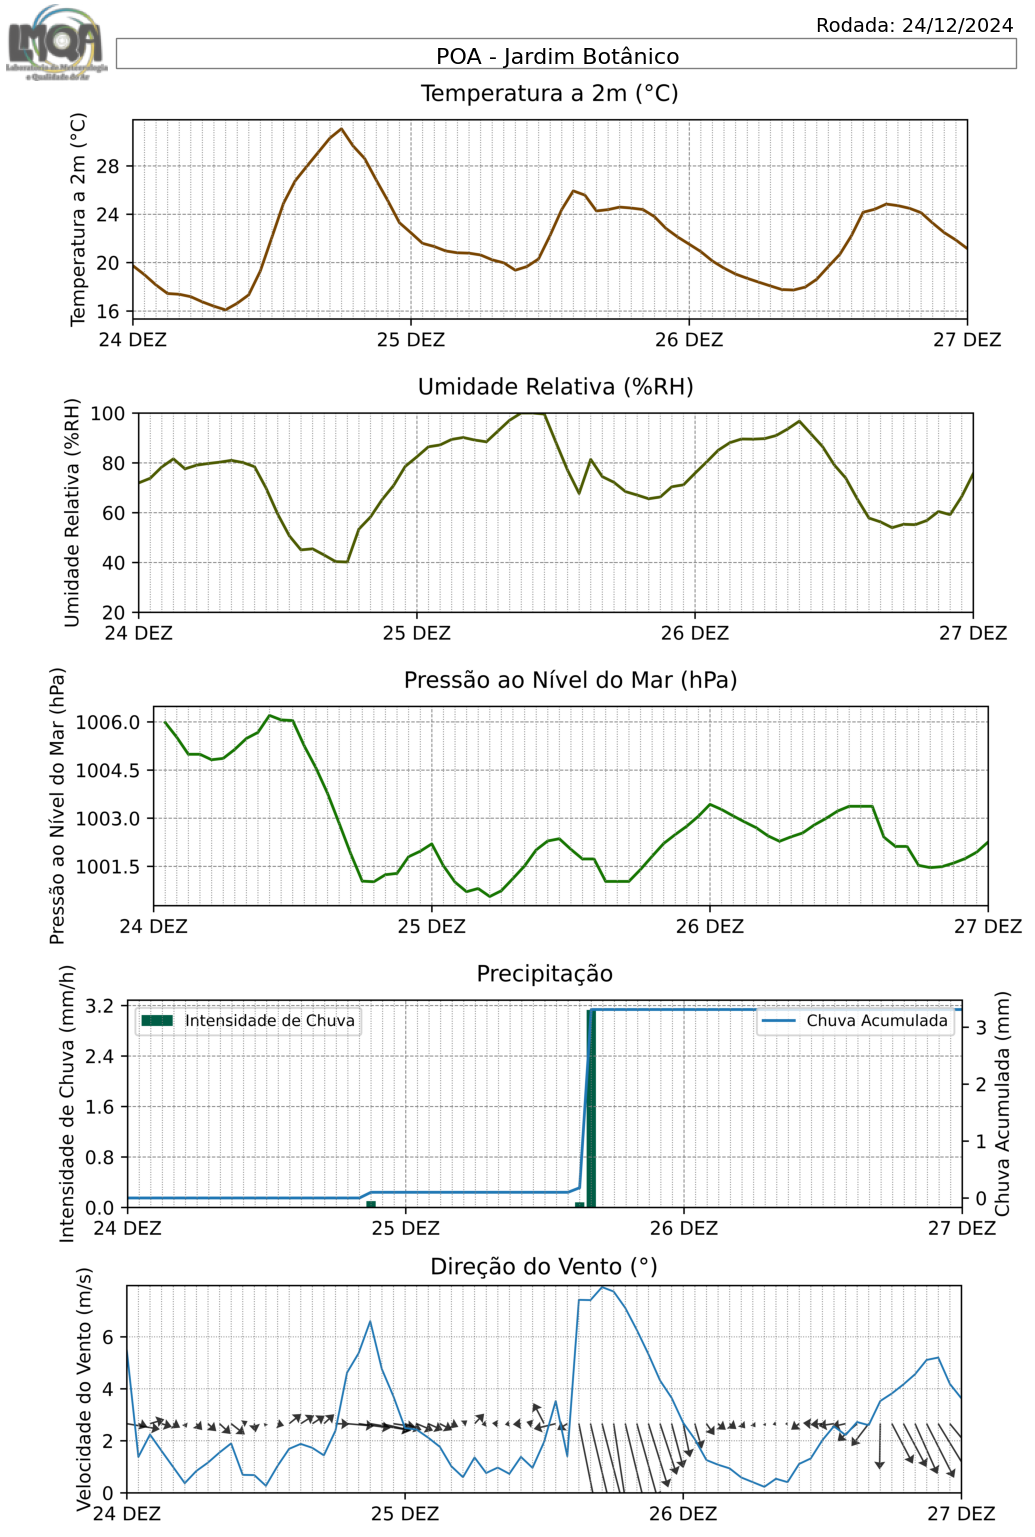 LMQA
Laboratório de Meteorologia
e Qualidade do Ar
Rodada: 24/12/2024
POA - Jardim Botânico
Temperatura a 2m (°C)
Temperatura a 2m (°C)
28
24
20
16
24 DEZ 25 DEZ 26 DEZ 27 DEZ
Umidade Relativa (%RH)
Umidade Relativa (%RH)
100
80
60
40
20
24 DEZ 25 DEZ 26 DEZ 27 DEZ
Pressão ao Nível do Mar (hPa)
Pressão ao Nível do Mar (hPa)
1006.0
1004.5
1003.0
1001.5
24 DEZ 25 DEZ 26 DEZ 27 DEZ
Precipitação
Intensidade de Chuva (mm/h)
3.2
2.4
1.6
0.8
0.0
Intensidade de Chuva
Chuva Acumulada
3
2
1
0
Chuva Acumulada (mm)
24 DEZ 25 DEZ 26 DEZ 27 DEZ
Direção do Vento (°)
Velocidade do Vento (m/s)
6
4
2
0
24 DEZ 25 DEZ 26 DEZ 27 DEZ